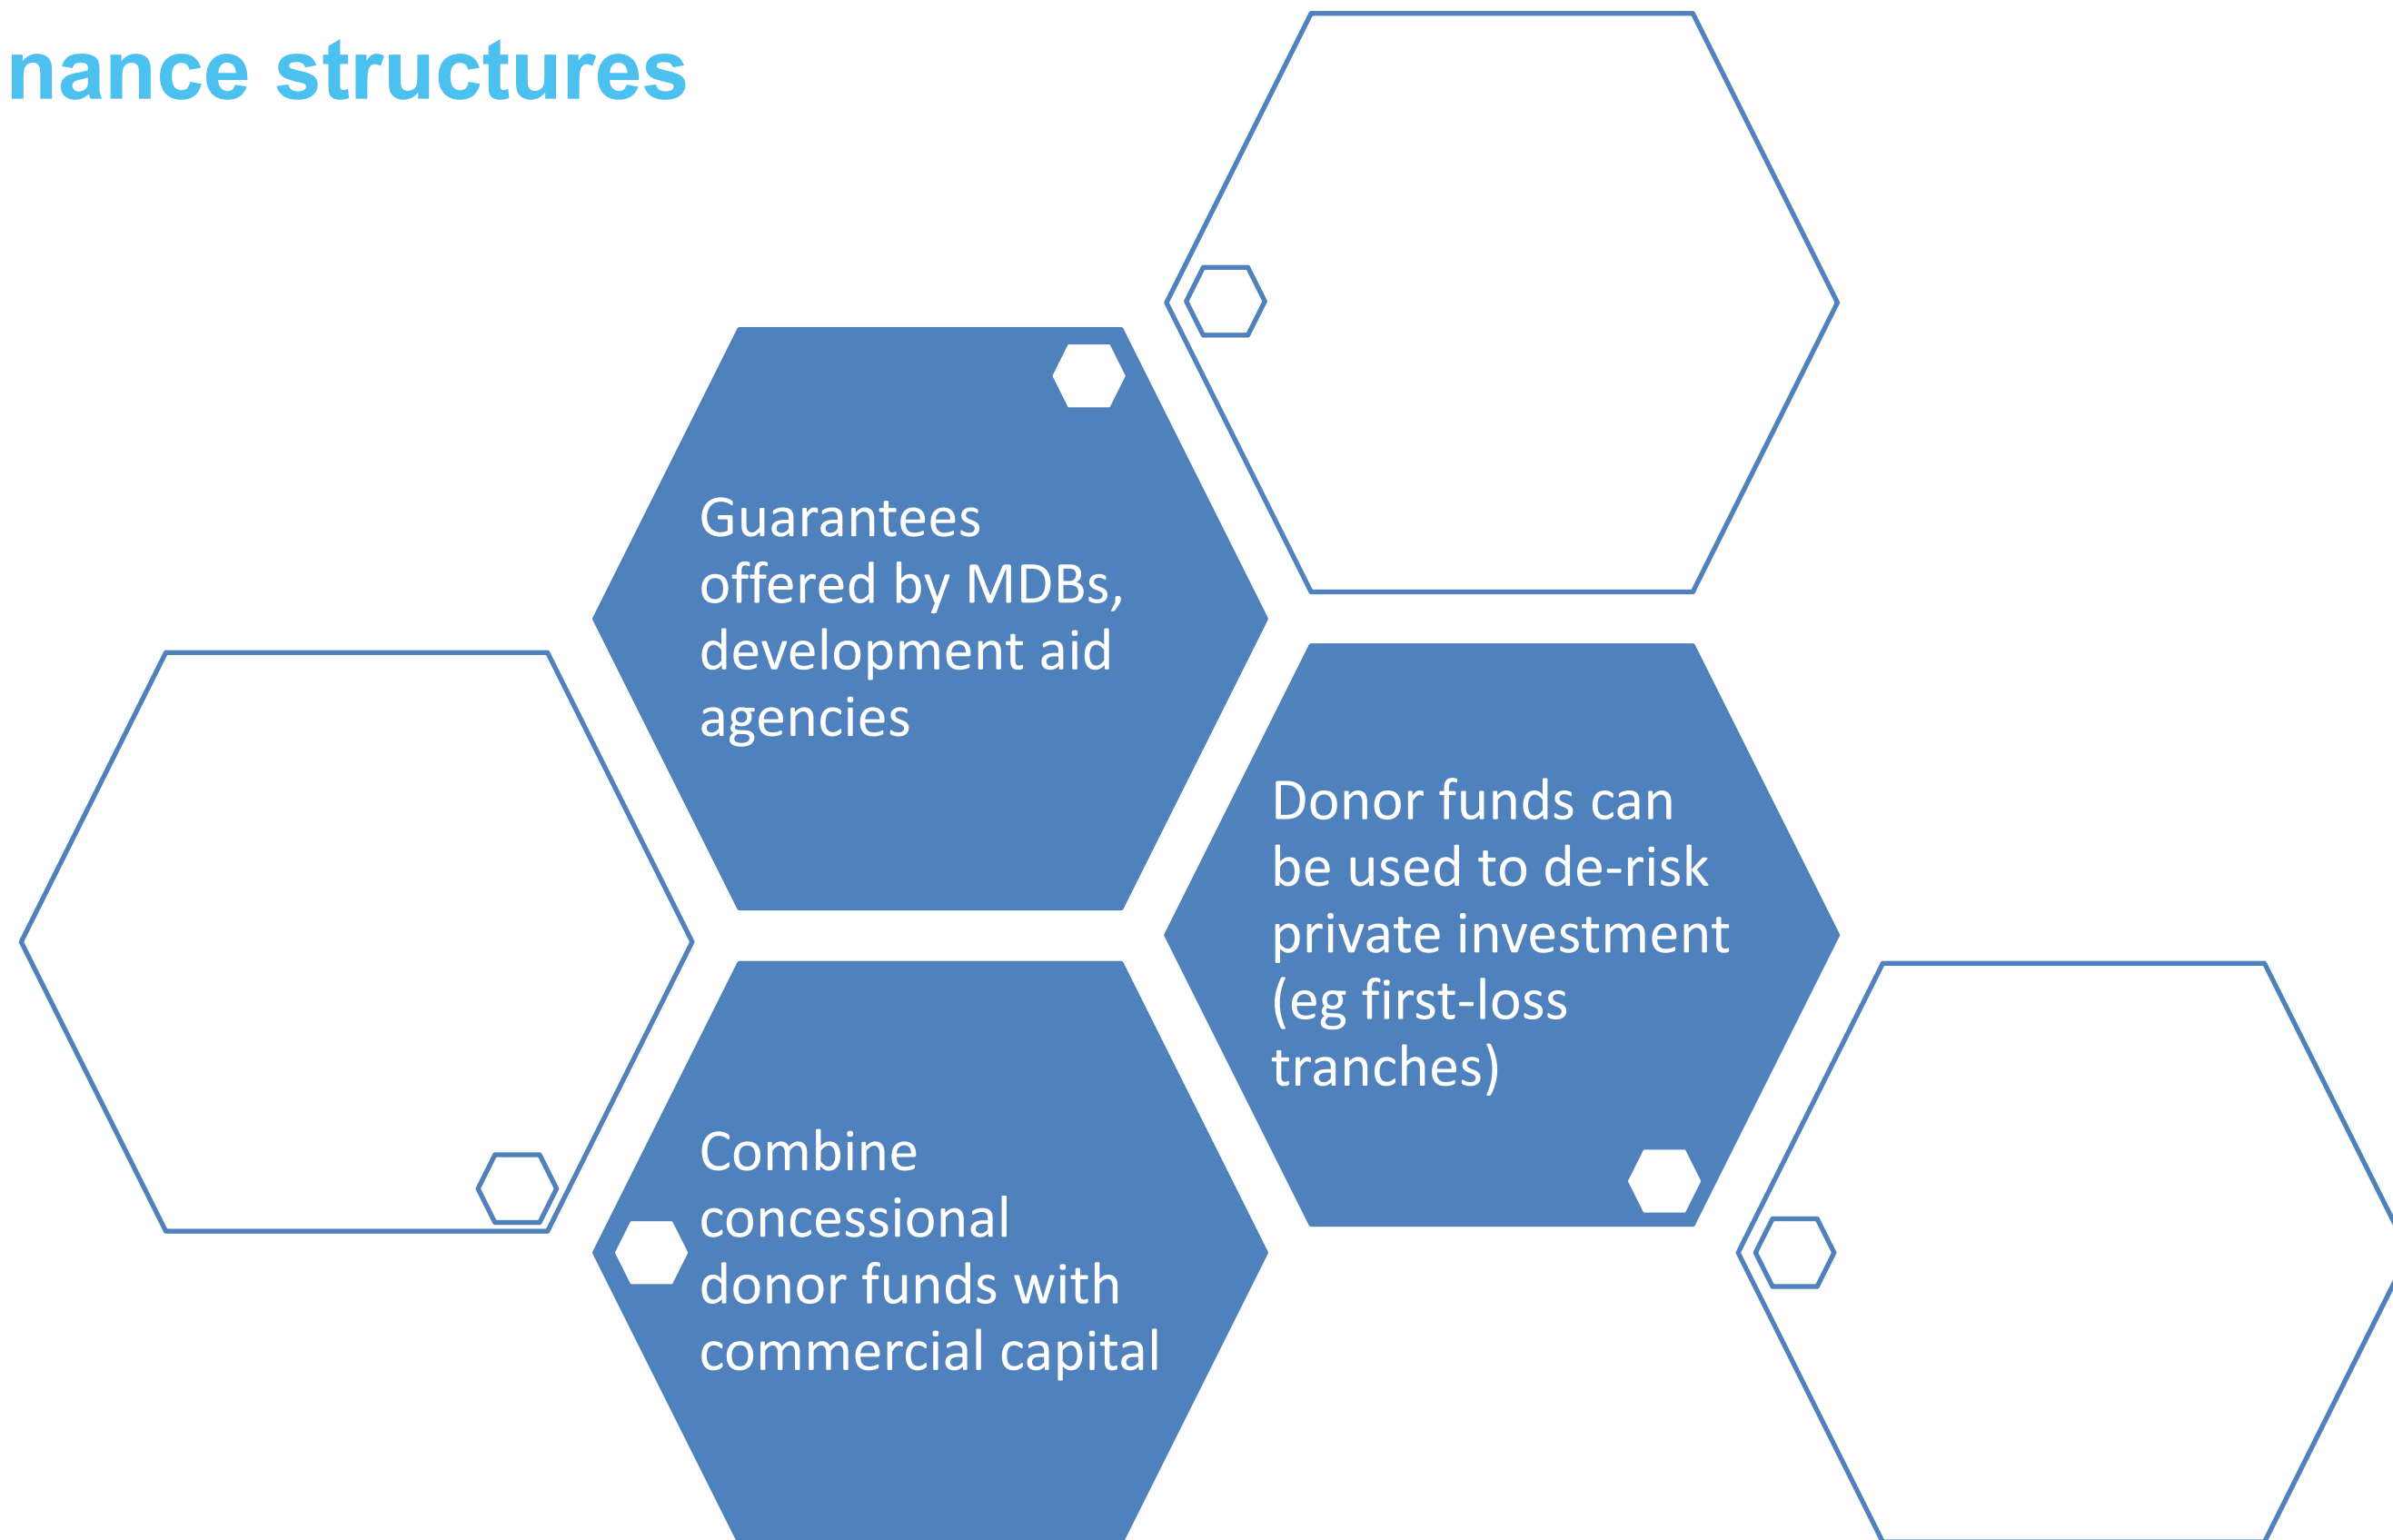 nance structures
Guarantees
offered by MDBs,
development aid
agencies
Donor funds can
be used to de-risk
private investment
(eg first-loss
tranches)
Combine
concessional
donor funds with
commercial capital